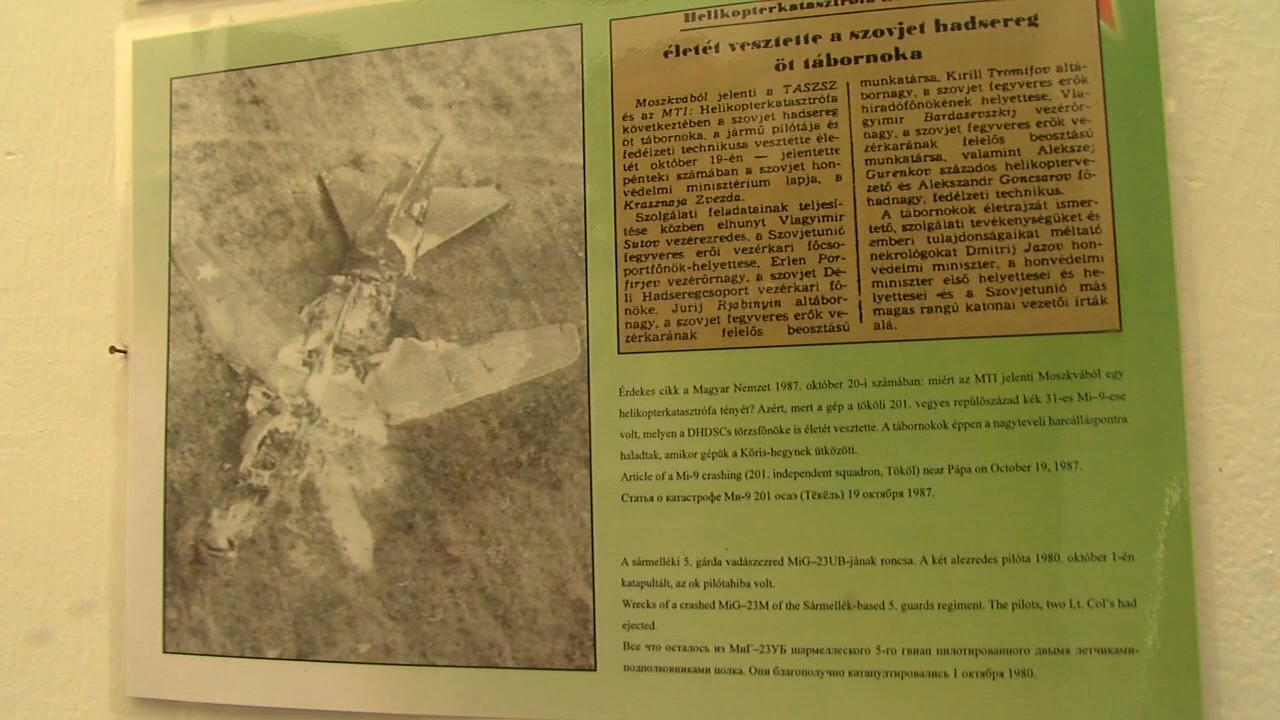 Helikopterkatasztrófa
életét vesztette a szovjet hadsereg
öt tábornoka
Moszkvából jelenti a TASZSZ
és az MTI: Helikopterkatasztrófa
következtében a szovjet hadsereg
öt tábornoka, a jármű pilótája és
fedélzeti technikusa vesztette éle-
tét október 19-én — jelentette
pénteki számában a szovjet hon-
védelmi minisztérium lapja, a
Krasznaja Zvezda.
Szolgálati feladatainak teljesí-
tése közben elhunyt Vlagyimir
Sutov vezérezredes, a Szovjetunió
fegyveres erői vezérkari főcso-
portfőnök-helyettese, Erlen Por-
firjev vezérőrnagy, a szovjet Dé-
li Hadseregcsoport vezérkari fő-
nöke, Jurij Rjabinyin altábor-
nagy, a szovjet fegyveres erők ve-
zérkarának felelős beosztású
munkatársa, Kirill Tromifov altá-
bornagy, a szovjet fegyveres erők
híradófőnökének helyettese, Vla-
gyimir Bardasevszkij vezérőr-
nagy, a szovjet fegyveres erők ve-
zérkarának felelős beosztású
munkatársa, valamint Alekszej
Gurenkov százados helikopterve-
zető és Alekszandr Goncsarov fő-
hadnagy, fedélzeti technikus.
A tábornokok életrajzát ismer-
tető, szolgálati tevékenységüket és
emberi tulajdonságaikat méltató
nekrológokat Dmitrij Jazov hon-
védelmi miniszter, a honvédelmi
miniszter első helyettesei és he-
lyettesei és a Szovjetunió más
magas rangú katonai vezetői írták
alá.
Érdekes cikk a Magyar Nemzet 1987. október 20-i számában: miért az MTI jelenti Moszkvából egy
helikopterkatasztrófa tényét? Azért, mert a gép a tököli 201. vegyes repülőszázad kék 31-es Mi–9-ese
volt, melyen a DHDSCs törzsfőnöke is életét vesztette. A tábornokok éppen a nagyteveli harcálláspontra
haladtak, amikor gépük a Kőris-hegynek ütközött.
Article of a Mi-9 crashing (201. independent squadron, Tököl) near Pápa on October 19, 1987.
Статья о катастрофе Ми-9 201 осаэ (Тёкёль) 19 октября 1987.
A sármelléki 5. gárda vadászezred MiG–23UB-jának roncsa. A két alezredes pilóta 1980. október 1-én
katapultált, az ok pilótahiba volt.
Wrecks of a crashed MiG–23M of the Sármellék-based 5. guards regiment. The pilots, two Lt. Col's had
ejected.
Все что осталось из МиГ–23УБ шармеллеского 5-го гвиап пилотированного двымя летчиками-
подполковниками полка. Они благополучно катапултировались 1 октября 1980.